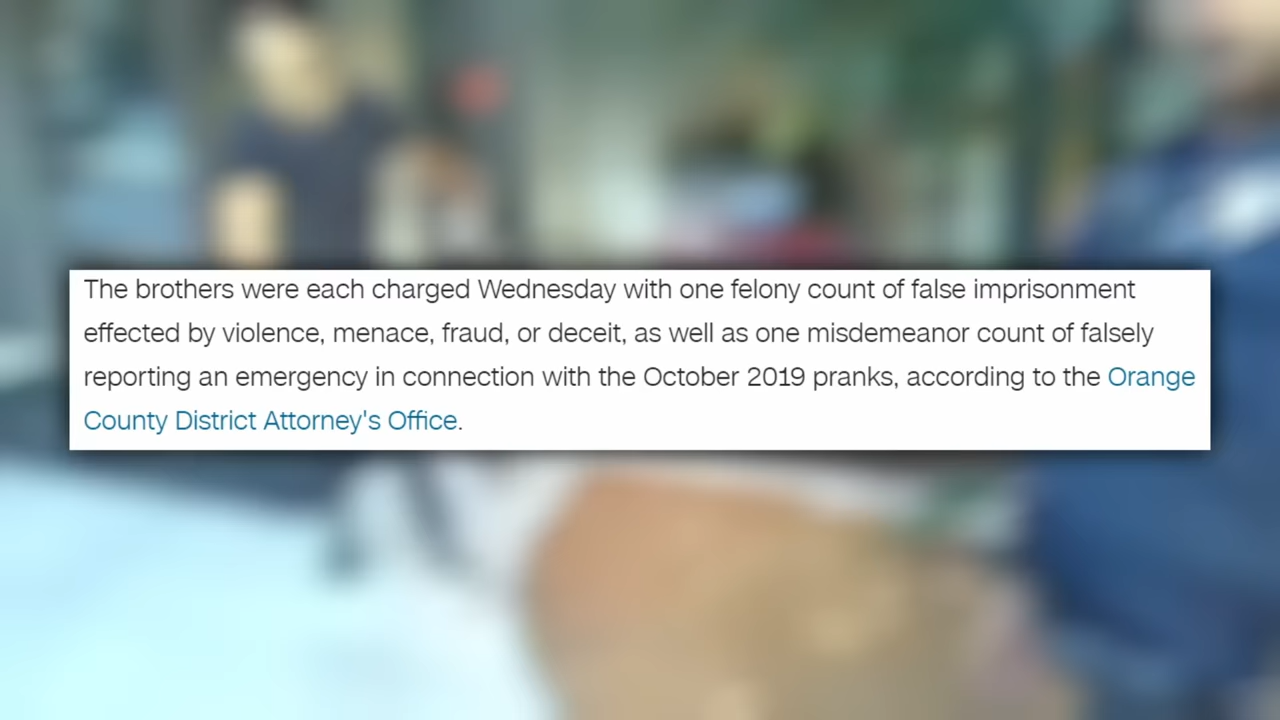 The brothers were each charged Wednesday with one felony count of false imprisonment
effected by violence, menace, fraud, or deceit, as well as one misdemeanor count of falsely
reporting an emergency in connection with the October 2019 pranks, according to the Orange
County District Attorney's Office.